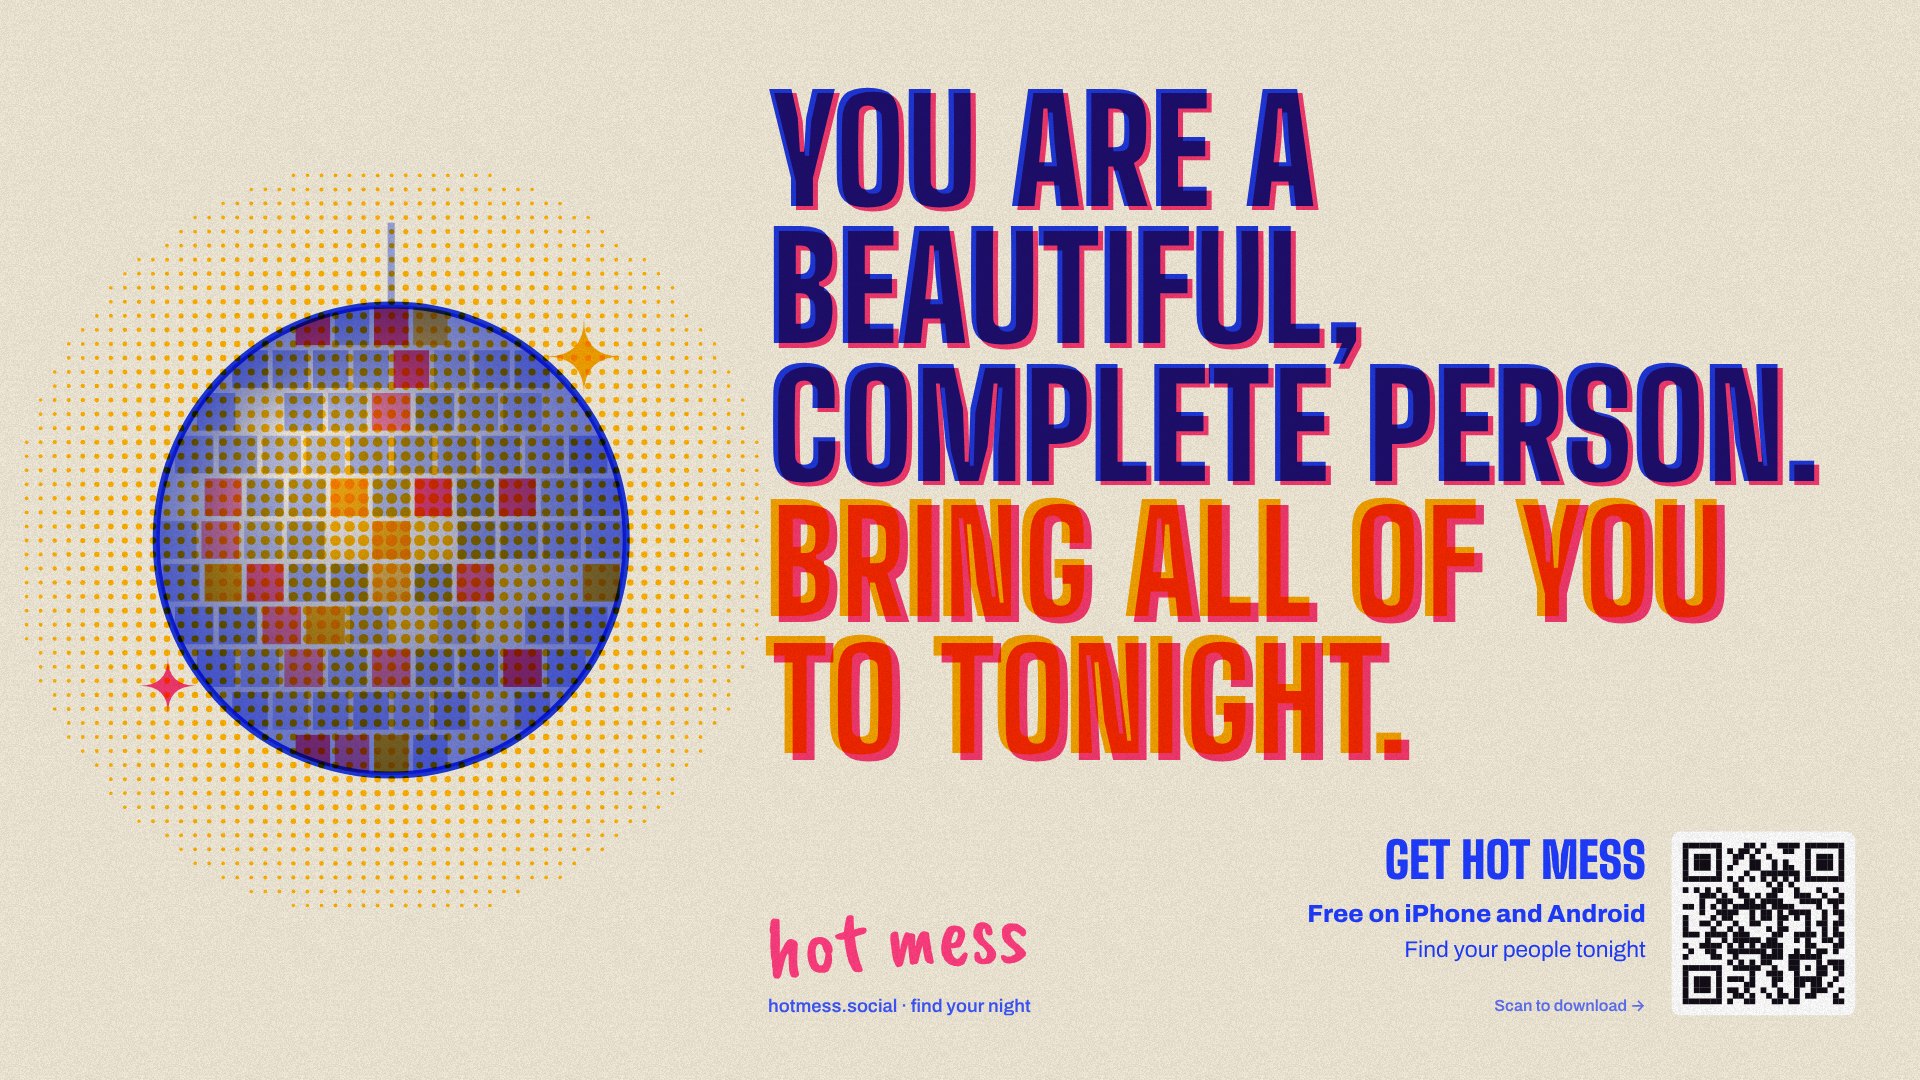 YOU ARE A
BEAUTIFUL,
COMPLETE PERSON.
BRING ALL OF YOU
TO TONIGHT.
hot mess
hotmess.social · find your night
GET HOT MESS
Free on iPhone and Android
Find your people tonight
Scan to download →